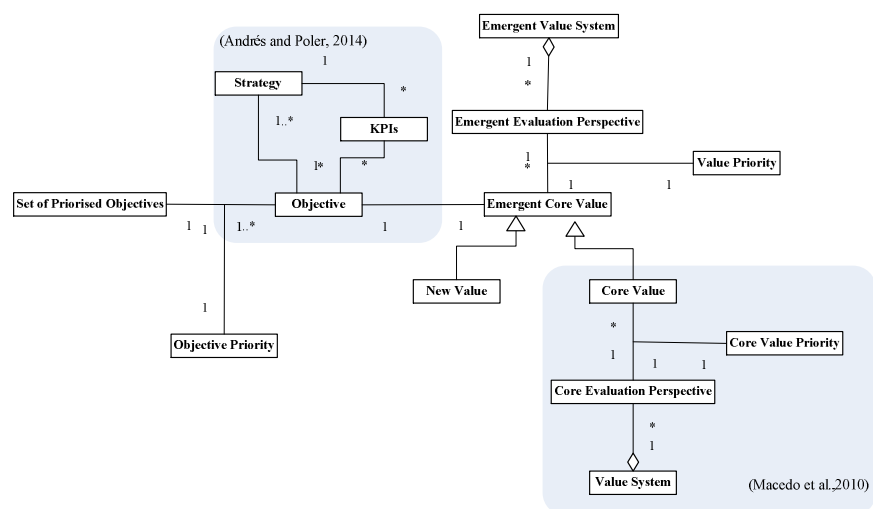 Emergent Value System
(Andrés and Poler, 2014)
1
1
Strategy
*
*
1..*
KPIs
Emergent Evaluation Perspective
1
*
1*
*
Value Priority
1
1
Set of Priorised Objectives
Objective
Emergent Core Value
1
1
1..*
1
1
New Value
Core Value
1
*
Objective Priority
Core Value Priority
1
1
1
Core Evaluation Perspective
*
1
Value System
(Macedo et al.,2010)